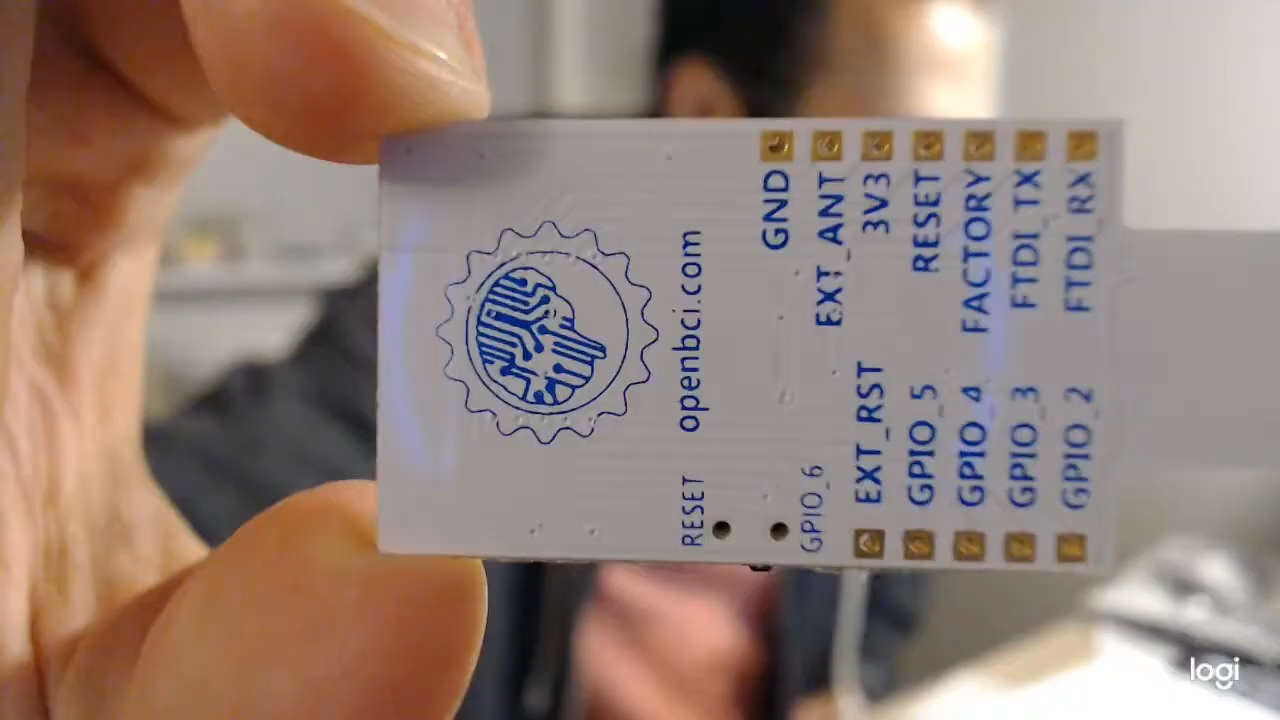 GND
EXT_ANT
3V3
RESET
FACTORY
FTDI_TX
FTDI_RX
openbci.com
RESET
GPIO_6
EXT_RST
GPIO_5
GPIO_4
GPIO_3
GPIO_2
logi